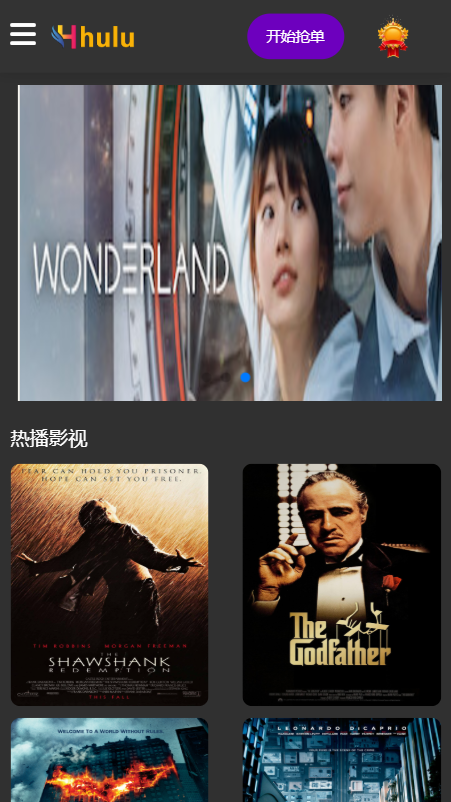 hulu
开始抢单
WONDERLAND
热播影视
FEAR CAN HOLD YOU PRISONER.
HOPE CAN SET YOU FREE.
TIM ROBBINS MORGAN FREEMAN
THE
SHAWSHANK
REDEMPTION
The
Godfather
WELCOME TO A WORLD WITHOUT RULES.
LEONARDO DiCAPRIO